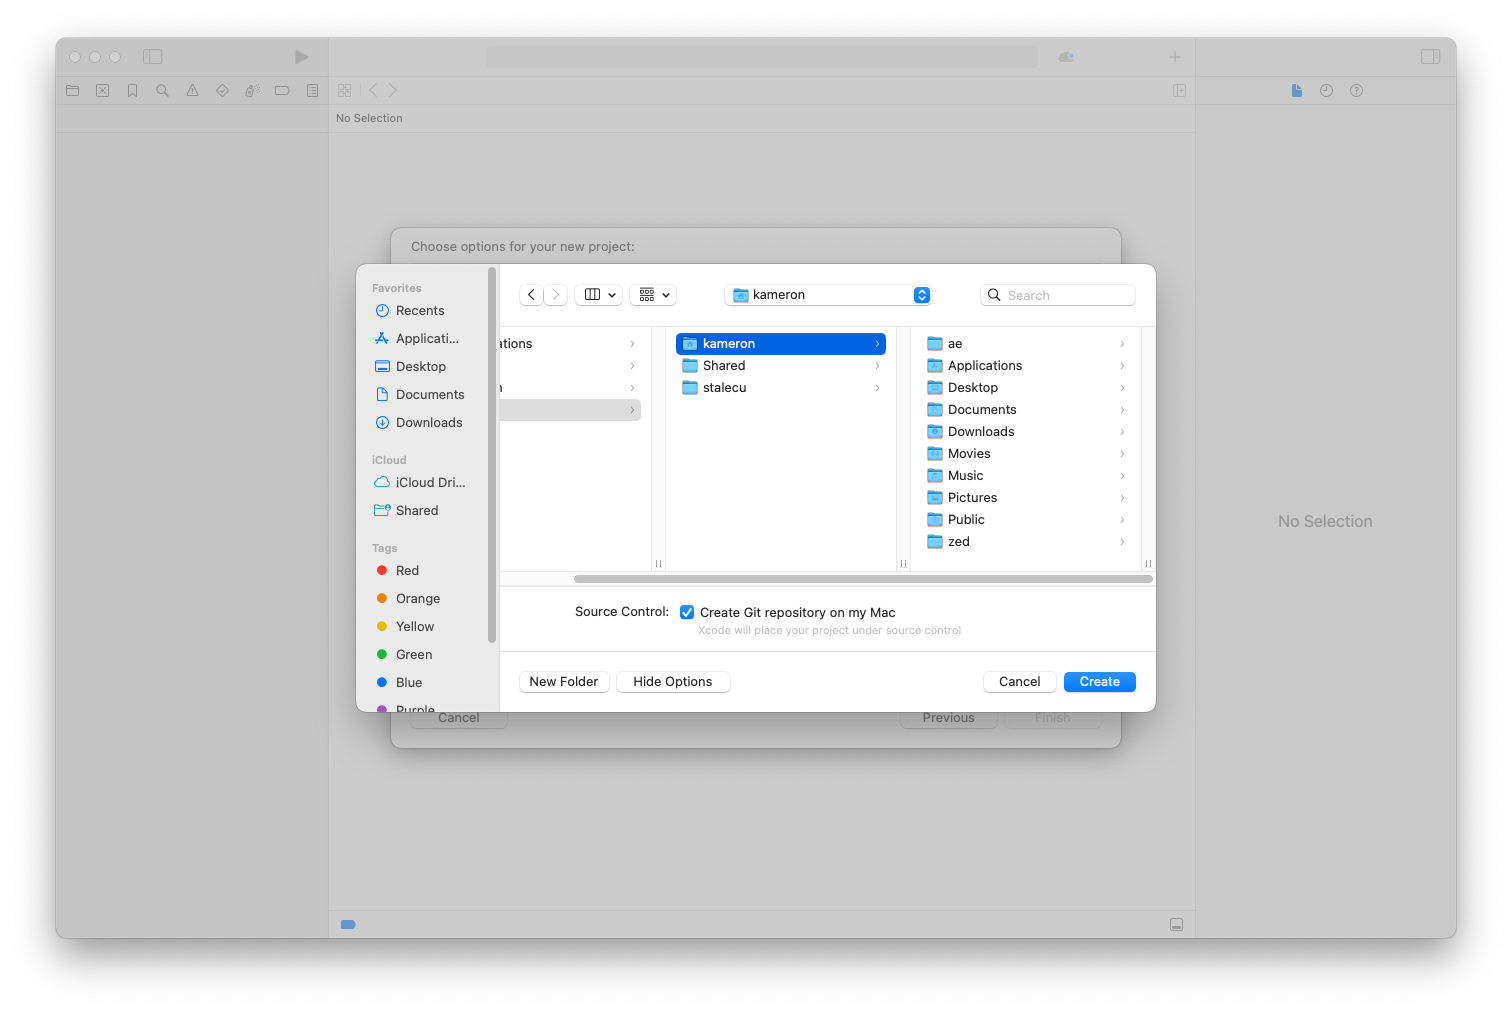 No Selection
Choose options for your new project:
Favorites
Recents
Applicati...
Desktop
Documents
Downloads
iCloud
iCloud Dri...
Shared
Tags
Red
Orange
Yellow
Green
Blue
Purple
kameron
Search
ations
kameron
Shared
stalecu
ae
Applications
Desktop
Documents
Downloads
Movies
Music
Pictures
Public
zed
Source Control: Create Git repository on my Mac
Xcode will place your project under source control
New Folder
Hide Options
Cancel
Create
Cancel
Previous
Finish
No Selection